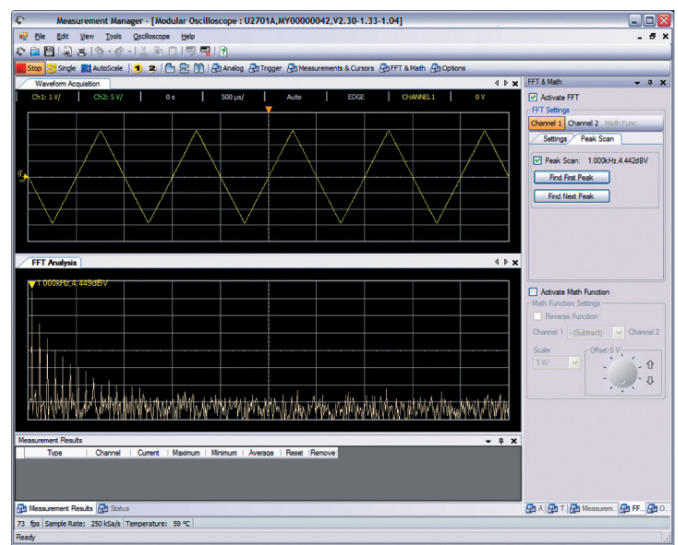 Measurement Manager - [Modular Oscilloscope : U2701A,MY00000042,V2.30-1.33-1.04]
File Edit View Tools Oscilloscope Help
Stop Single AutoScale 1 2 Analog Trigger Measurements & Cursors FFT & Math Options
Waveform Acquisition
Ch1: 1 V/ Ch2: 5 V/ 0 s 500 µs/ Auto EDGE CHANNEL1 0 V
FFT Analysis
1.000kHz,4.449dBV
Measurement Results
Type Channel Current Maximum Minimum Average Reset Remove
Measurement Results Status
73 fps Sample Rate: 250 kSa/s Temperature: 59 °C
Ready
FFT & Math
Activate FFT
FFT Settings
Channel 1 Channel 2 Math Func.
Settings Peak Scan
Peak Scan: 1.000kHz,4.442dBV
Find First Peak
Find Next Peak
Activate Math Function
Math Function Settings
Reverse Function
Channel 1 - (Subtract) Channel 2
Scale: Offset: 0 V
1 V/
A T. Measurem. FF. O...